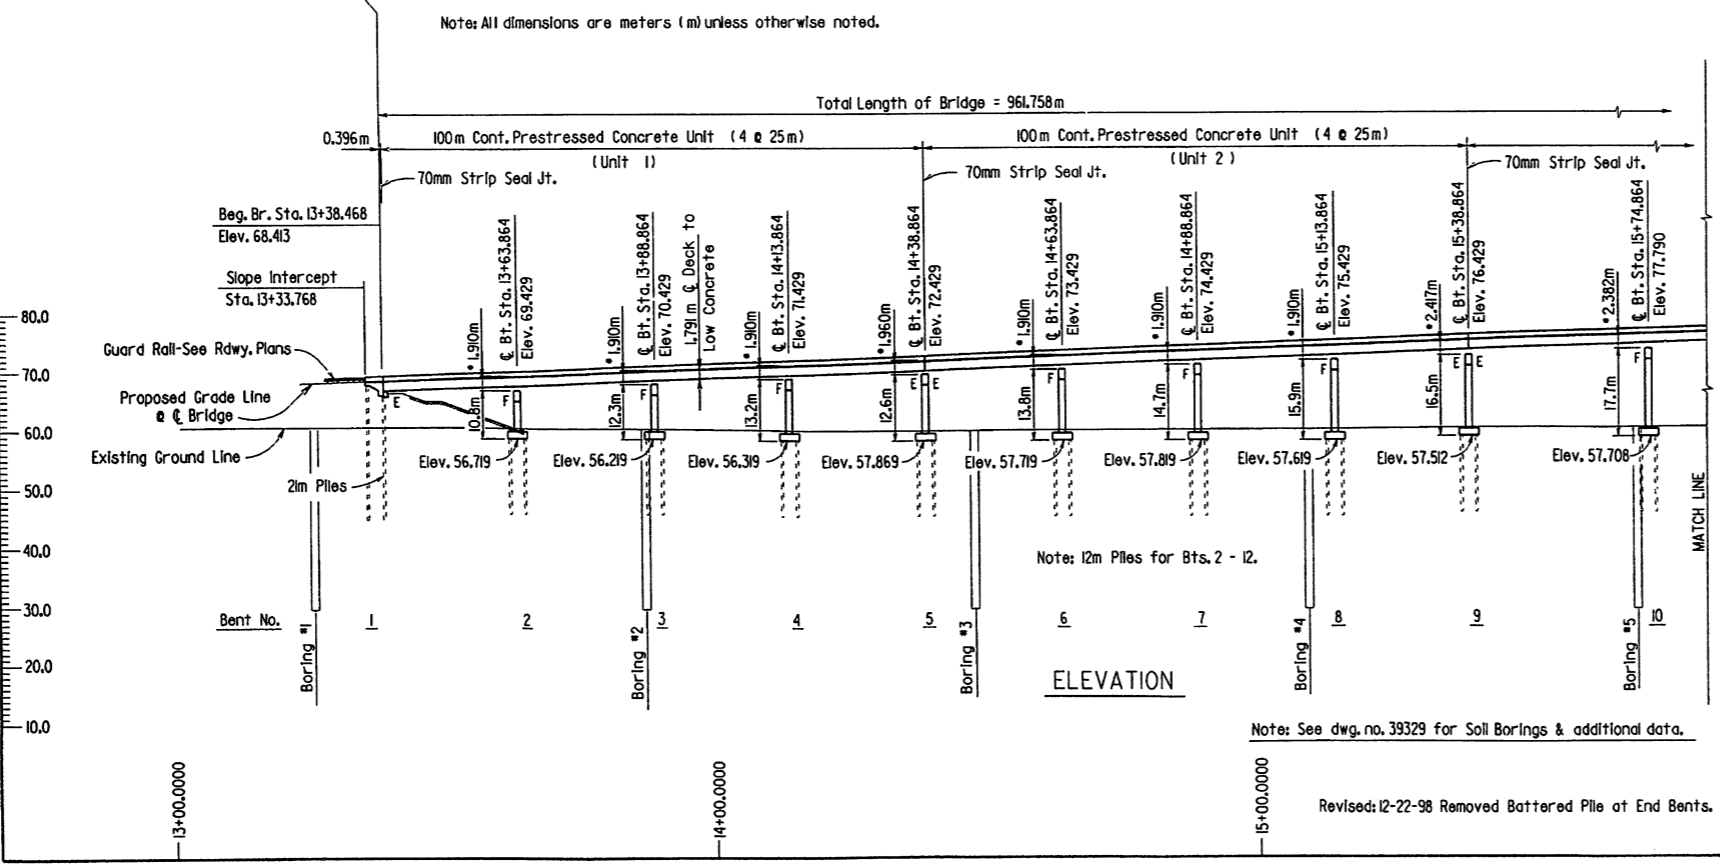 Note: All dimensions are meters (m) unless otherwise noted.
Total Length of Bridge = 961.758m
0.396m
100m Cont. Prestressed Concrete Unit (4 @ 25m)
(Unit 1)
100m Cont. Prestressed Concrete Unit (4 @ 25m)
(Unit 2)
70mm Strip Seal Jt.
70mm Strip Seal Jt.
70mm Strip Seal Jt.
Beg. Br. Sta. 13+38.468
Elev. 68.413
Slope Intercept
Sta. 13+33.768
Guard Rail-See Rdwy. Plans
Proposed Grade Line
@ ℄ Bridge
Existing Ground Line
21m Piles
*1.910m
℄ Bt. Sta. 13+63.864
Elev. 69.429
*1.910m
℄ Bt. Sta. 13+88.864
Elev. 70.429
1.791 m ℄ Deck to
Low Concrete
*1.910m
℄ Bt. Sta. 14+13.864
Elev. 71.429
*1.960m
℄ Bt. Sta. 14+38.864
Elev. 72.429
*1.910m
℄ Bt. Sta. 14+63.864
Elev. 73.429
*1.910m
℄ Bt. Sta. 14+88.864
Elev. 74.429
*1.910m
℄ Bt. Sta. 15+13.864
Elev. 75.429
*2.417m
℄ Bt. Sta. 15+38.864
Elev. 76.429
*2.382m
℄ Bt. Sta. 15+74.864
Elev. 77.790
80.0
70.0
60.0
50.0
40.0
30.0
20.0
10.0
E
10.8m
F
12.3m
F
13.2m
F
12.6m
E E
13.8m
F
14.7m
F
15.9m
F
16.5m
E E
17.7m
F
Elev. 56.719
Elev. 56.219
Elev. 56.319
Elev. 57.869
Elev. 57.719
Elev. 57.819
Elev. 57.619
Elev. 57.512
Elev. 57.708
MATCH LINE
Note: 12m Piles for Bts. 2 - 12.
Bent No.
1
2
3
4
5
6
7
8
9
10
Boring #1
Boring #2
Boring #3
Boring #4
Boring #5
ELEVATION
Note: See dwg. no. 39329 for Soil Borings & additional data.
13+00.0000
14+00.0000
15+00.0000
Revised: 12-22-98 Removed Battered Pile at End Bents.